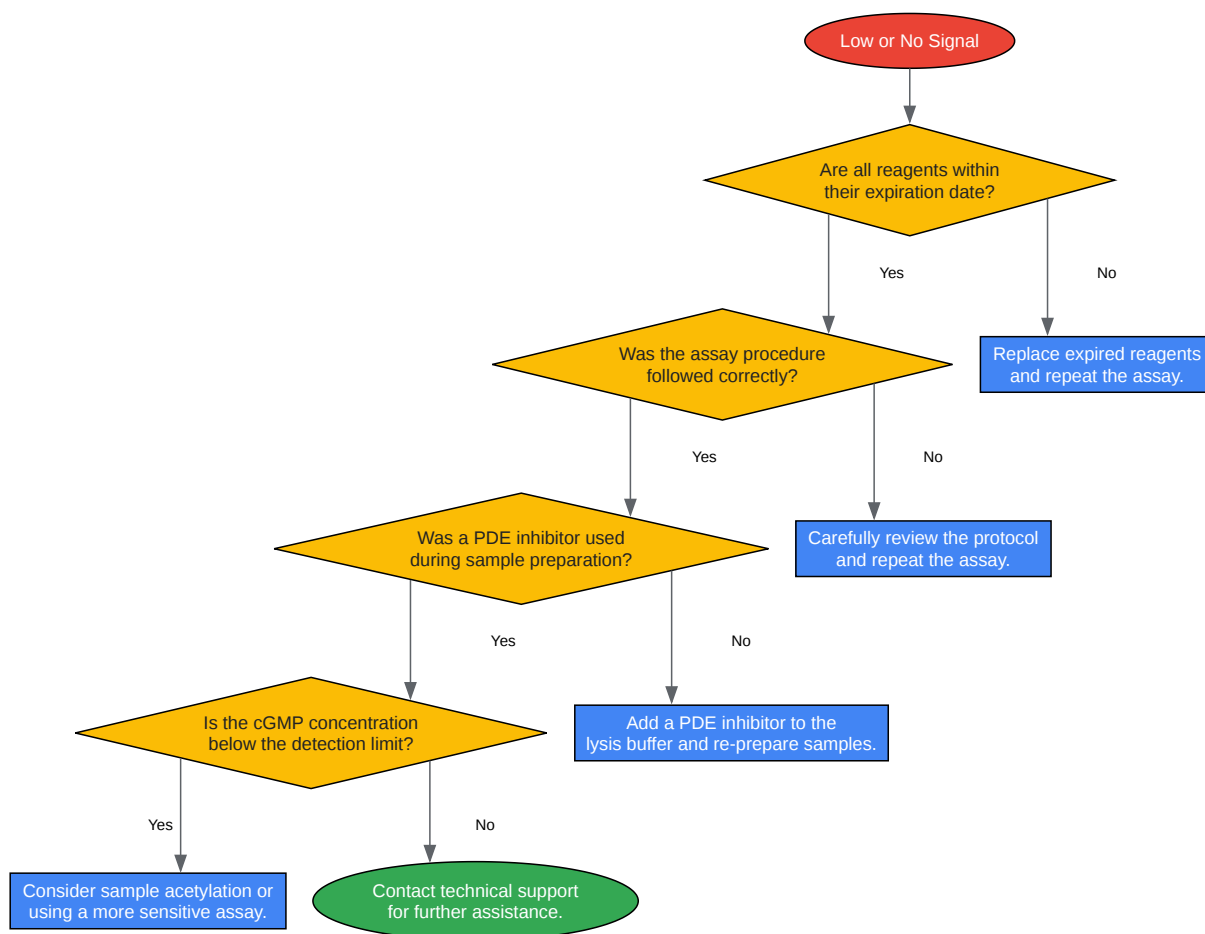 Low or No Signal
Are all reagents within
their expiration date?
Yes
No
Was the assay procedure
followed correctly?
Replace expired reagents
and repeat the assay.
Yes
No
Was a PDE inhibitor used
during sample preparation?
Carefully review the protocol
and repeat the assay.
Yes
No
Is the cGMP concentration
below the detection limit?
Add a PDE inhibitor to the
lysis buffer and re-prepare samples.
Yes
No
Consider sample acetylation or
using a more sensitive assay.
Contact technical support
for further assistance.